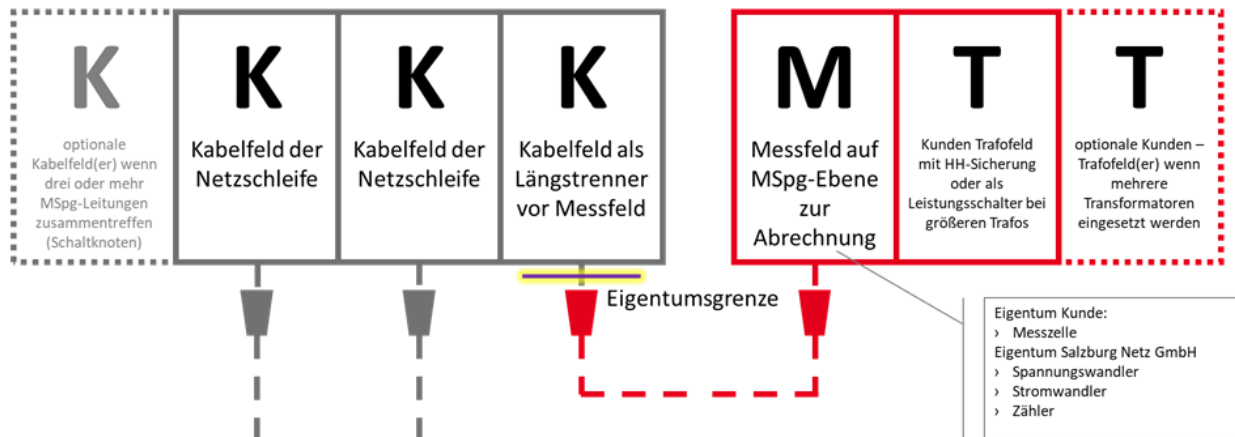 K
optionale
Kabelfeld(er) wenn
drei oder mehr
MSpg-Leitungen
zusammentreffen
(Schaltknoten)
K
Kabelfeld der
Netzschleife
K
Kabelfeld der
Netzschleife
K
Kabelfeld als
Längstrenner
vor Messfeld
M
Messfeld auf
MSpg-Ebene
zur
Abrechnung
T
Kunden Trafofeld
mit HH-Sicherung
oder als
Leistungsschalter bei
größeren Trafos
T
optionale Kunden –
Trafofeld(er) wenn
mehrere
Transformatoren
eingesetzt werden
Eigentumsgrenze
Eigentum Kunde:
› Messzelle
Eigentum Salzburg Netz GmbH
› Spannungswandler
› Stromwandler
› Zähler